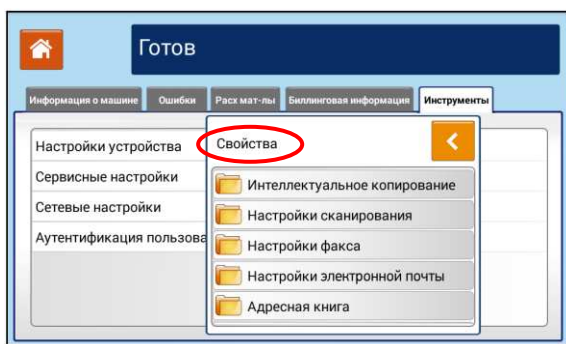 Готов
Информация о машине Ошибки Расх мат-лы Биллинговая информация Инструменты
Настройки устройства
Сервисные настройки
Сетевые настройки
Аутентификация пользова
Свойства
Интеллектуальное копирование
Настройки сканирования
Настройки факса
Настройки электронной почты
Адресная книга